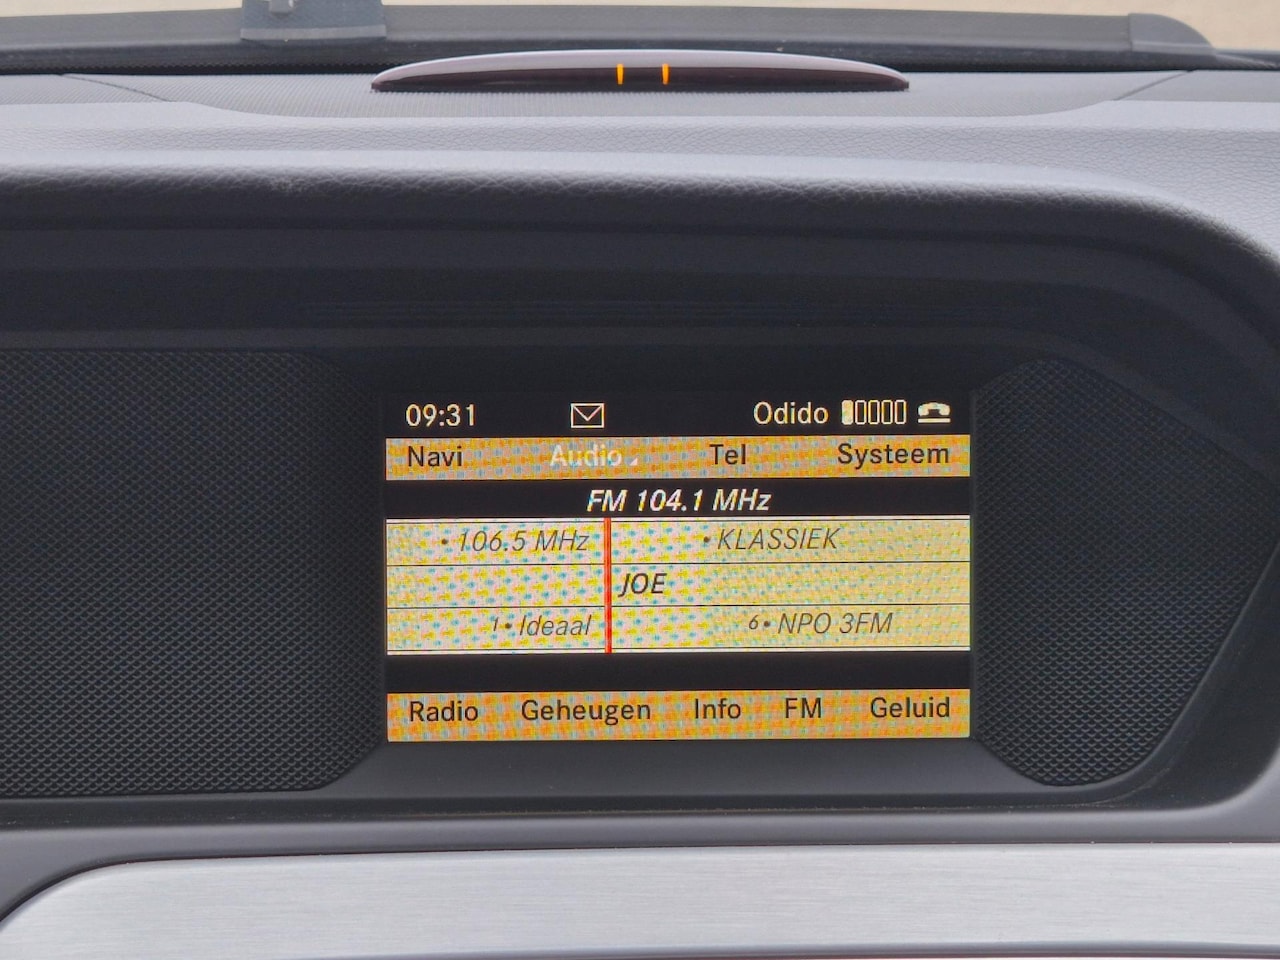 09:31 Odido
Navi Audio Tel Systeem
FM 104.1 MHz
• 106.5 MHz • KLASSIEK
JOE
1• Ideaal 6• NPO 3FM
Radio Geheugen Info FM Geluid